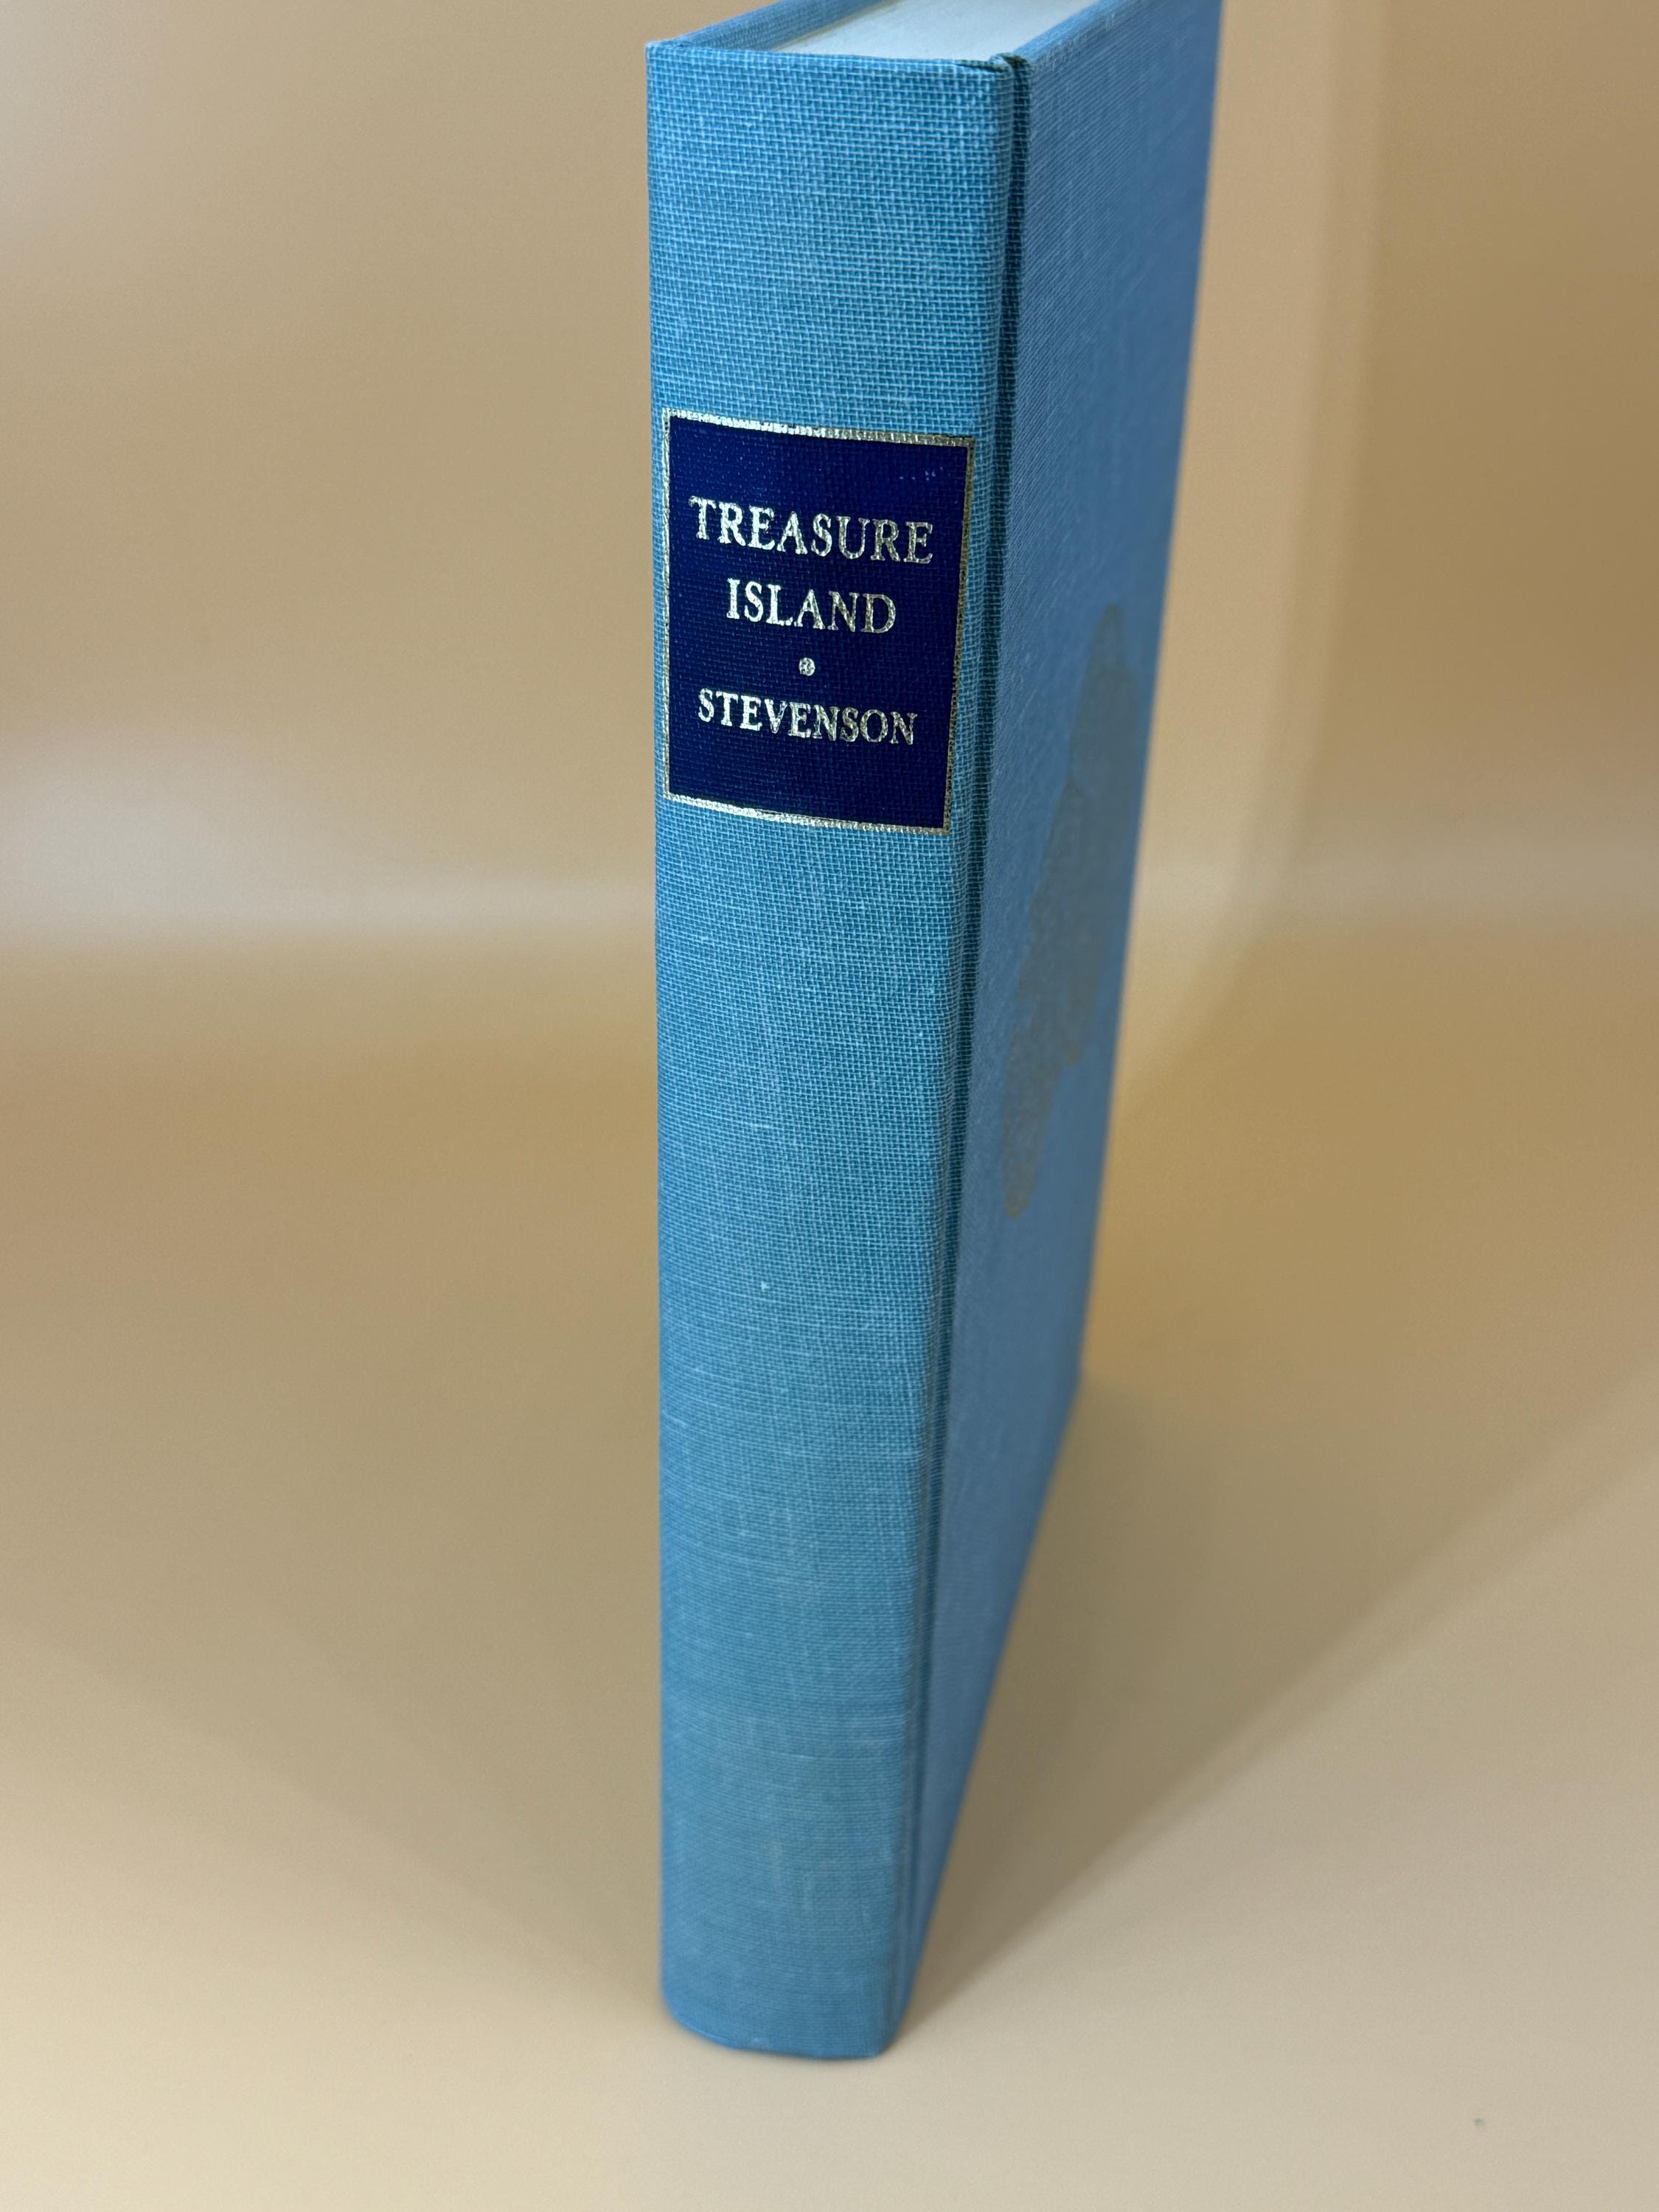 TREASURE
ISLAND
•
STEVENSON